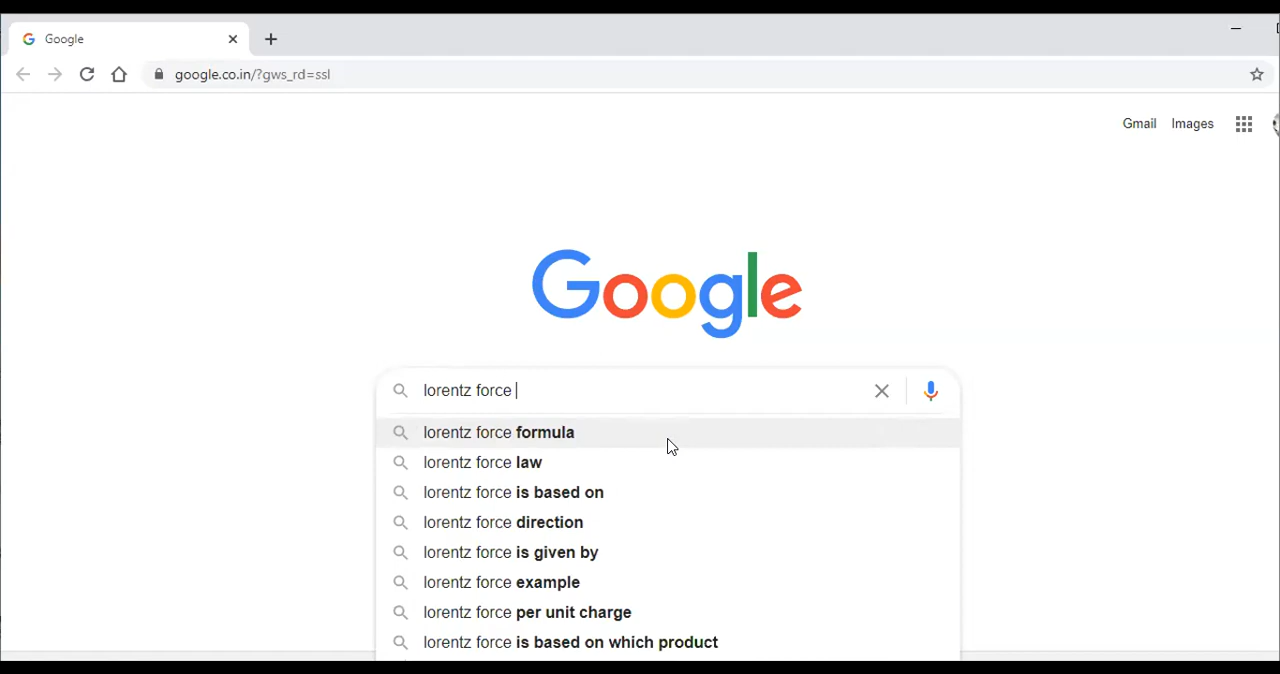 Google
google.co.in/?gws_rd=ssl
Gmail Images
Google
lorentz force
lorentz force formula
lorentz force law
lorentz force is based on
lorentz force direction
lorentz force is given by
lorentz force example
lorentz force per unit charge
lorentz force is based on which product